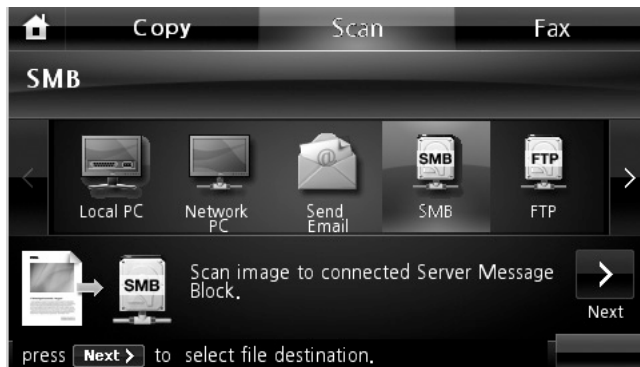 Copy Scan Fax
SMB
SMB FTP
Local PC Network PC Send Email SMB FTP
SMB Scan image to connected Server Message Block.
Next
press Next > to select file destination.